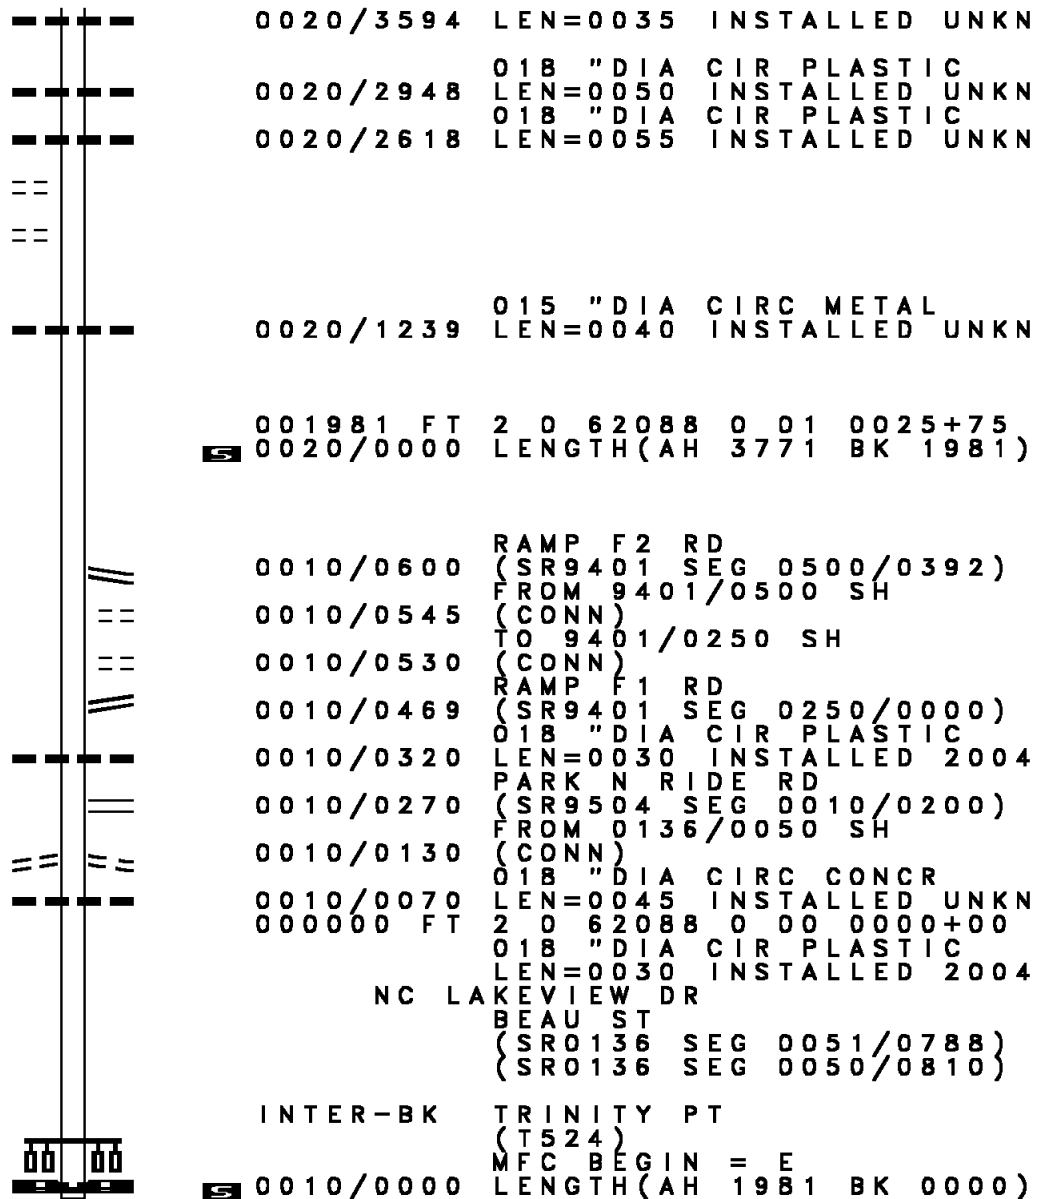 0020/3594 LEN=0035 INSTALLED UNKN
018 "DIA CIR PLASTIC
0020/2948 LEN=0050 INSTALLED UNKN
018 "DIA CIR PLASTIC
0020/2618 LEN=0055 INSTALLED UNKN
015 "DIA CIRC METAL
0020/1239 LEN=0040 INSTALLED UNKN
001981 FT 2 0 62088 0 01 0025+75
S 0020/0000 LENGTH(AH 3771 BK 1981)
RAMP F2 RD
0010/0600 (SR9401 SEG 0500/0392)
FROM 9401/0500 SH
0010/0545 (CONN)
TO 9401/0250 SH
0010/0530 (CONN)
RAMP F1 RD
0010/0469 (SR9401 SEG 0250/0000)
018 "DIA CIR PLASTIC
0010/0320 LEN=0030 INSTALLED 2004
PARK N RIDE RD
0010/0270 (SR9504 SEG 0010/0200)
FROM 0136/0050 SH
0010/0130 (CONN)
018 "DIA CIRC CONCR
0010/0070 LEN=0045 INSTALLED UNKN
000000 FT 2 0 62088 0 00 0000+00
018 "DIA CIR PLASTIC
LEN=0030 INSTALLED 2004
NC LAKEVIEW DR
BEAU ST
(SR0136 SEG 0051/0788)
(SR0136 SEG 0050/0810)
INTER-BK TRINITY PT
(T524)
MFC BEGIN = E
S 0010/0000 LENGTH(AH 1981 BK 0000)